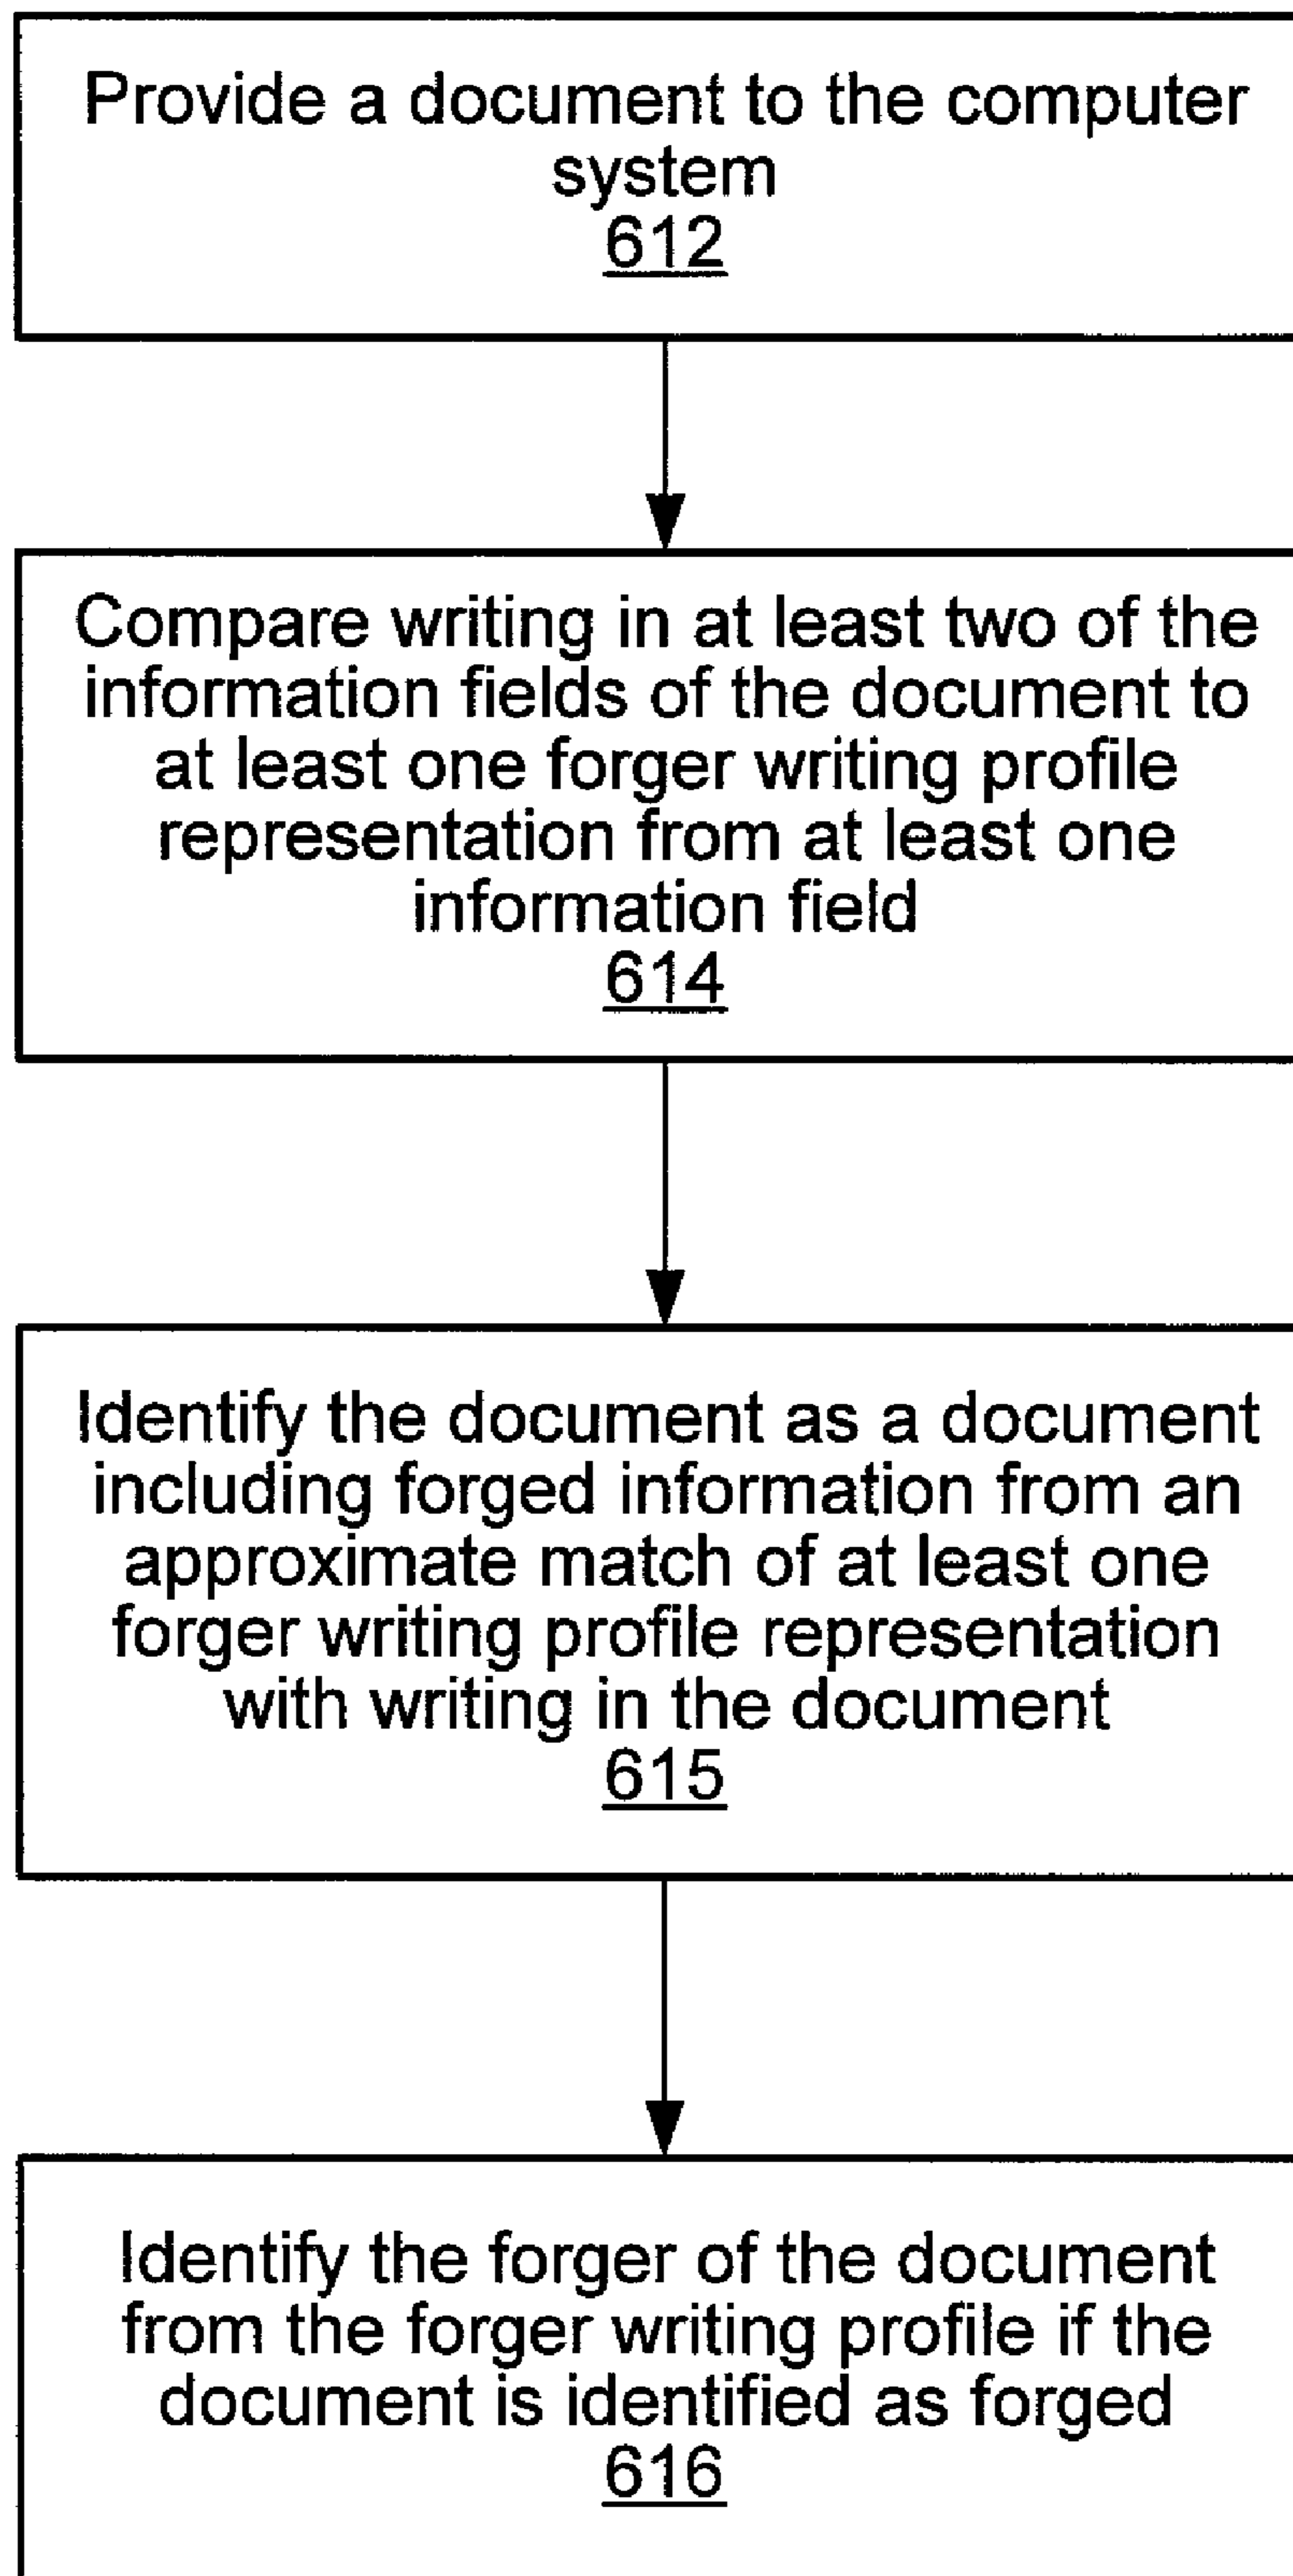 Provide a document to the computer
system
612
Compare writing in at least two of the
information fields of the document to
at least one forger writing profile
representation from at least one
information field
614
Identify the document as a document
including forged information from an
approximate match of at least one
forger writing profile representation
with writing in the document
615
Identify the forger of the document
from the forger writing profile if the
document is identified as forged
616